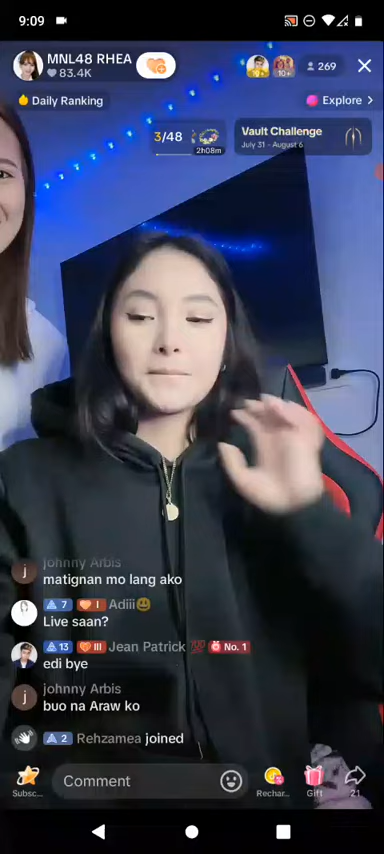 9:09
MNL48 RHEA
83.4K
10+
269
Daily Ranking
Explore >
3/48
2h08m
Vault Challenge
July 31 - August 6
johnny Arbis
matignan mo lang ako
7 I Adiii😃
Live saan?
13 III Jean Patrick 💯 No. 1
edi bye
j johnny Arbis
buo na Araw ko
2 Rehzamea joined
Comment
Subsc...
Rechar...
Gift
21